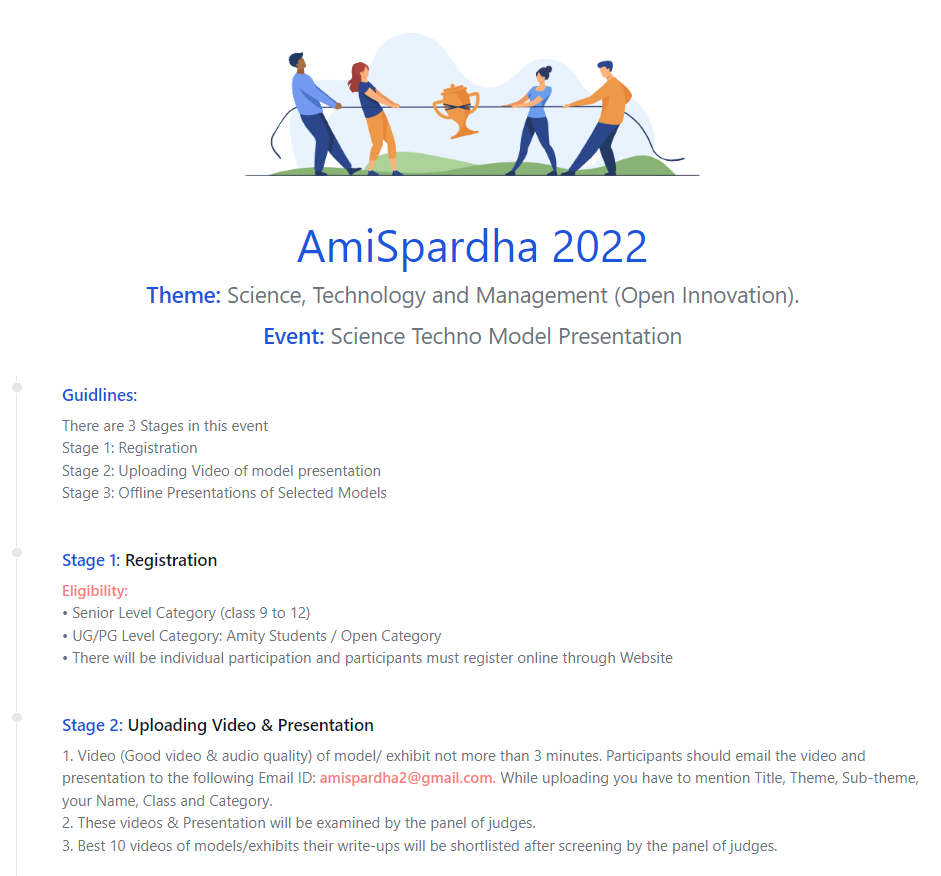 AmiSpardha 2022
Theme: Science, Technology and Management (Open Innovation).
Event: Science Techno Model Presentation
Guidlines:
There are 3 Stages in this event
Stage 1: Registration
Stage 2: Uploading Video of model presentation
Stage 3: Offline Presentations of Selected Models
Stage 1: Registration
Eligibility:
• Senior Level Category (class 9 to 12)
• UG/PG Level Category: Amity Students / Open Category
• There will be individual participation and participants must register online through Website
Stage 2: Uploading Video & Presentation
1. Video (Good video & audio quality) of model/ exhibit not more than 3 minutes. Participants should email the video and
presentation to the following Email ID: amispardha2@gmail.com. While uploading you have to mention Title, Theme, Sub-theme,
your Name, Class and Category.
2. These videos & Presentation will be examined by the panel of judges.
3. Best 10 videos of models/exhibits their write-ups will be shortlisted after screening by the panel of judges.